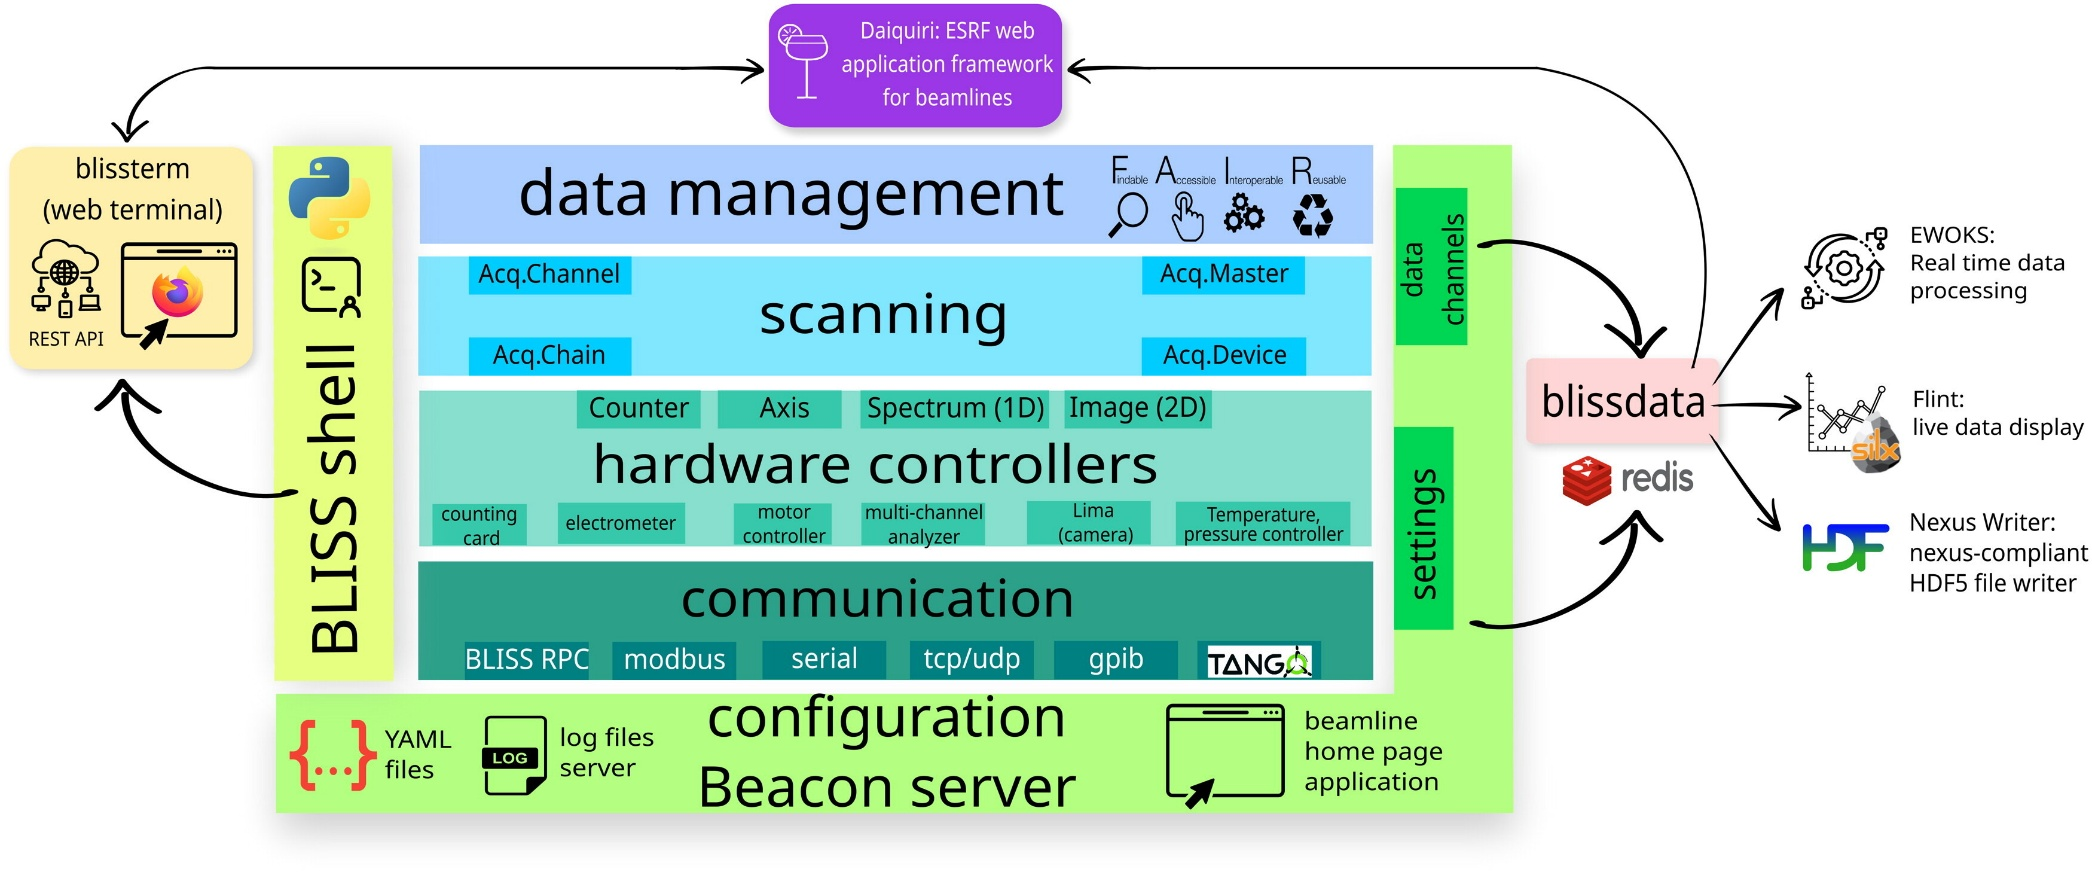 Daiquiri: ESRF web
application framework
for beamlines
blissterm
(web terminal)
REST API
BLISS shell
data management
Findable Accessible Interoperable Reusable
Acq.Channel
Acq.Master
scanning
Acq.Chain
Acq.Device
Counter
Axis
Spectrum (1D)
Image (2D)
hardware controllers
counting
card
electrometer
motor
controller
multi-channel
analyzer
Lima
(camera)
Temperature,
pressure controller
communication
BLISS RPC
modbus
serial
tcp/udp
gpib
TANGO
data
channels
settings
configuration
Beacon server
{...}
YAML
files
LOG
log files
server
beamline
home page
application
blissdata
redis
EWOKS:
Real time data
processing
silx
Flint:
live data display
HDF
Nexus Writer:
nexus-compliant
HDF5 file writer